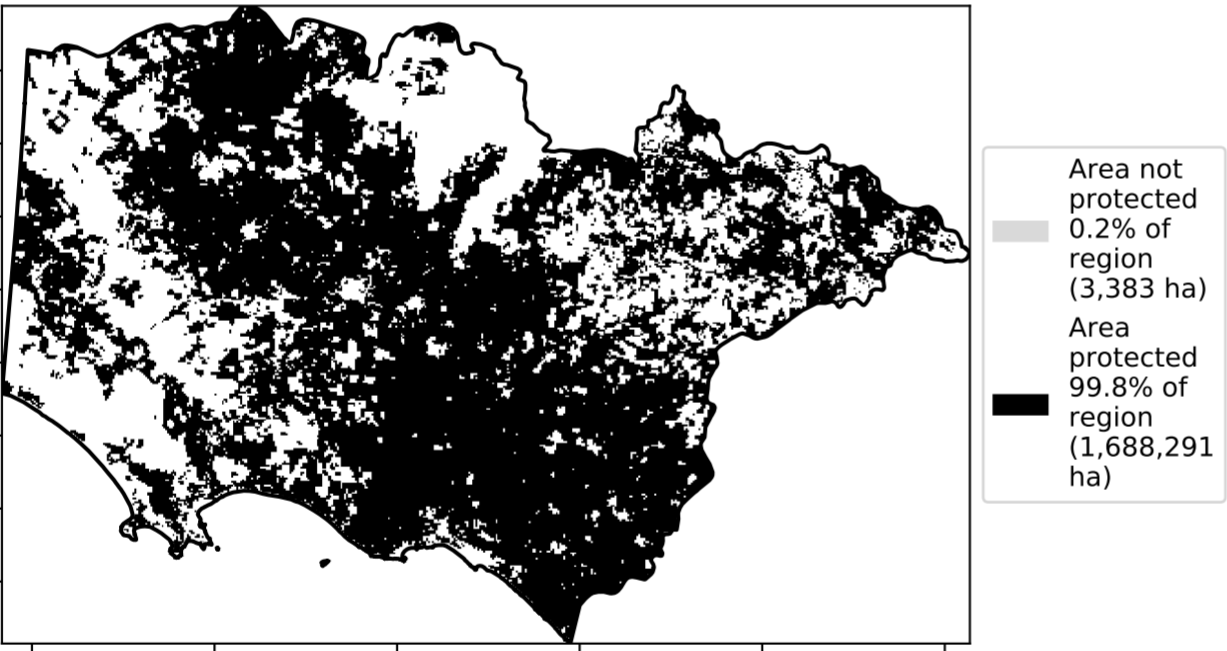 Area not
protected
0.2% of
region
(3,383 ha)
Area
protected
99.8% of
region
(1,688,291
ha)